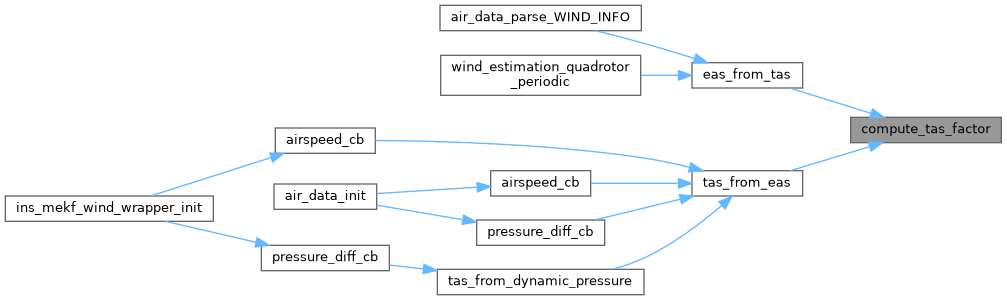 air_data_parse_WIND_INFO
wind_estimation_quadrotor
_periodic
eas_from_tas
compute_tas_factor
airspeed_cb
tas_from_eas
airspeed_cb
air_data_init
ins_mekf_wind_wrapper_init
pressure_diff_cb
pressure_diff_cb
tas_from_dynamic_pressure